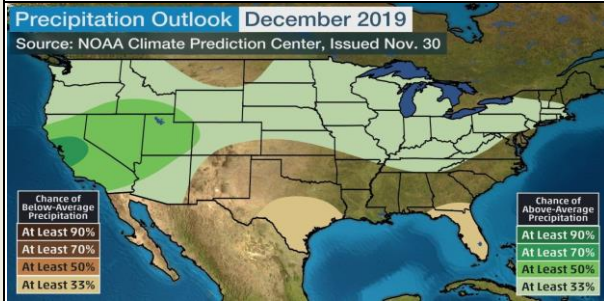 Precipitation Outlook December 2019
Source: NOAA Climate Prediction Center, Issued Nov. 30
Chance of
Below-Average
Precipitation
At Least 90%
At Least 70%
At Least 50%
At Least 33%
Chance of
Above-Average
Precipitation
At Least 90%
At Least 70%
At Least 50%
At Least 33%